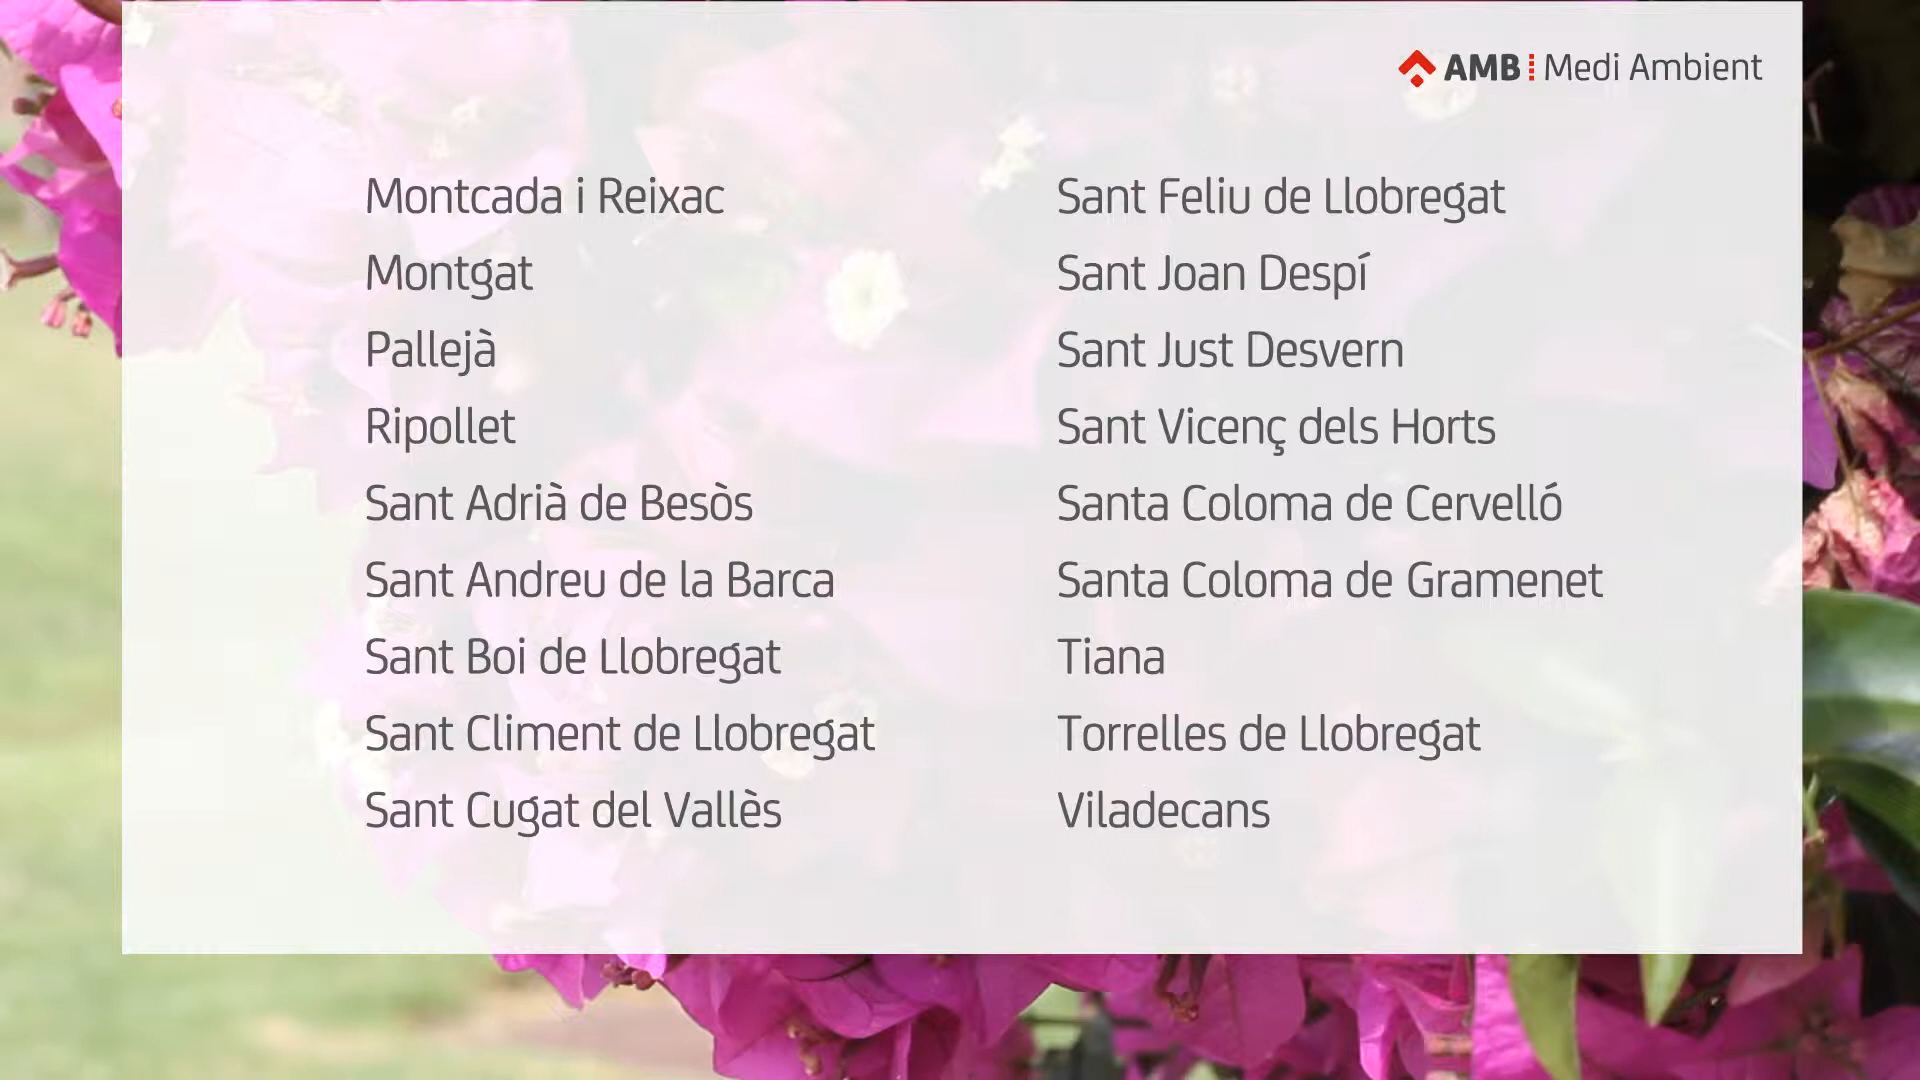 AMB Medi Ambient
Montcada i Reixac
Montgat
Pallejà
Ripollet
Sant Adrià de Besòs
Sant Andreu de la Barca
Sant Boi de Llobregat
Sant Climent de Llobregat
Sant Cugat del Vallès
Sant Feliu de Llobregat
Sant Joan Despí
Sant Just Desvern
Sant Vicenç dels Horts
Santa Coloma de Cervelló
Santa Coloma de Gramenet
Tiana
Torrelles de Llobregat
Viladecans